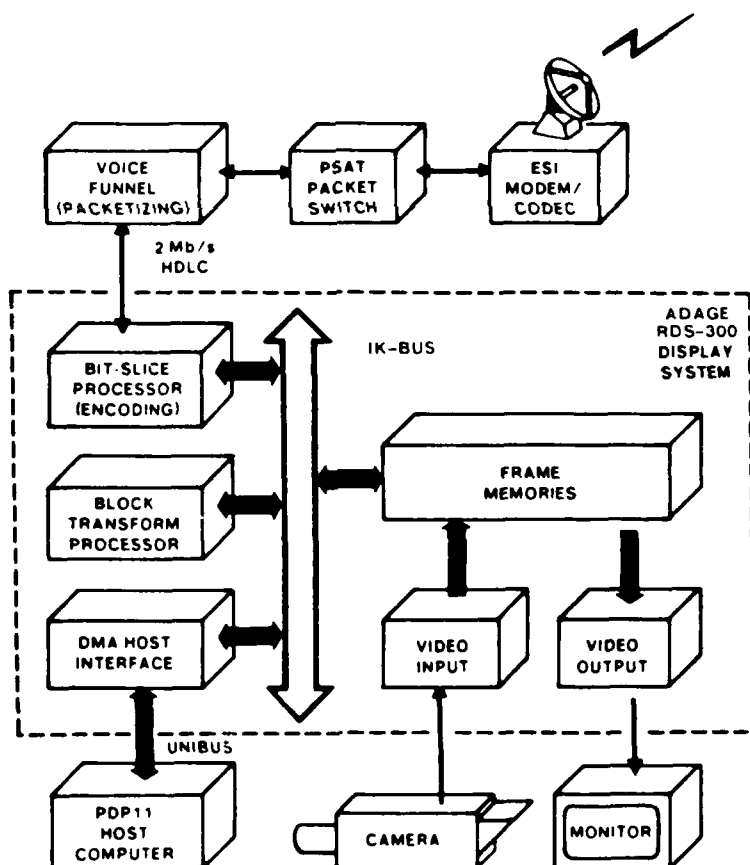 VOICE
FUNNEL
(PACKETIZING)
PSAT
PACKET
SWITCH
ESI
MODEM/
CODEC
2 Mb/s
HDLC
ADAGE
RDS-300
DISPLAY
SYSTEM
IK-BUS
BIT-SLICE
PROCESSOR
(ENCODING)
FRAME
MEMORIES
BLOCK
TRANSFORM
PROCESSOR
DMA HOST
INTERFACE
VIDEO
INPUT
VIDEO
OUTPUT
UNIBUS
PDP11
HOST
COMPUTER
CAMERA
MONITOR